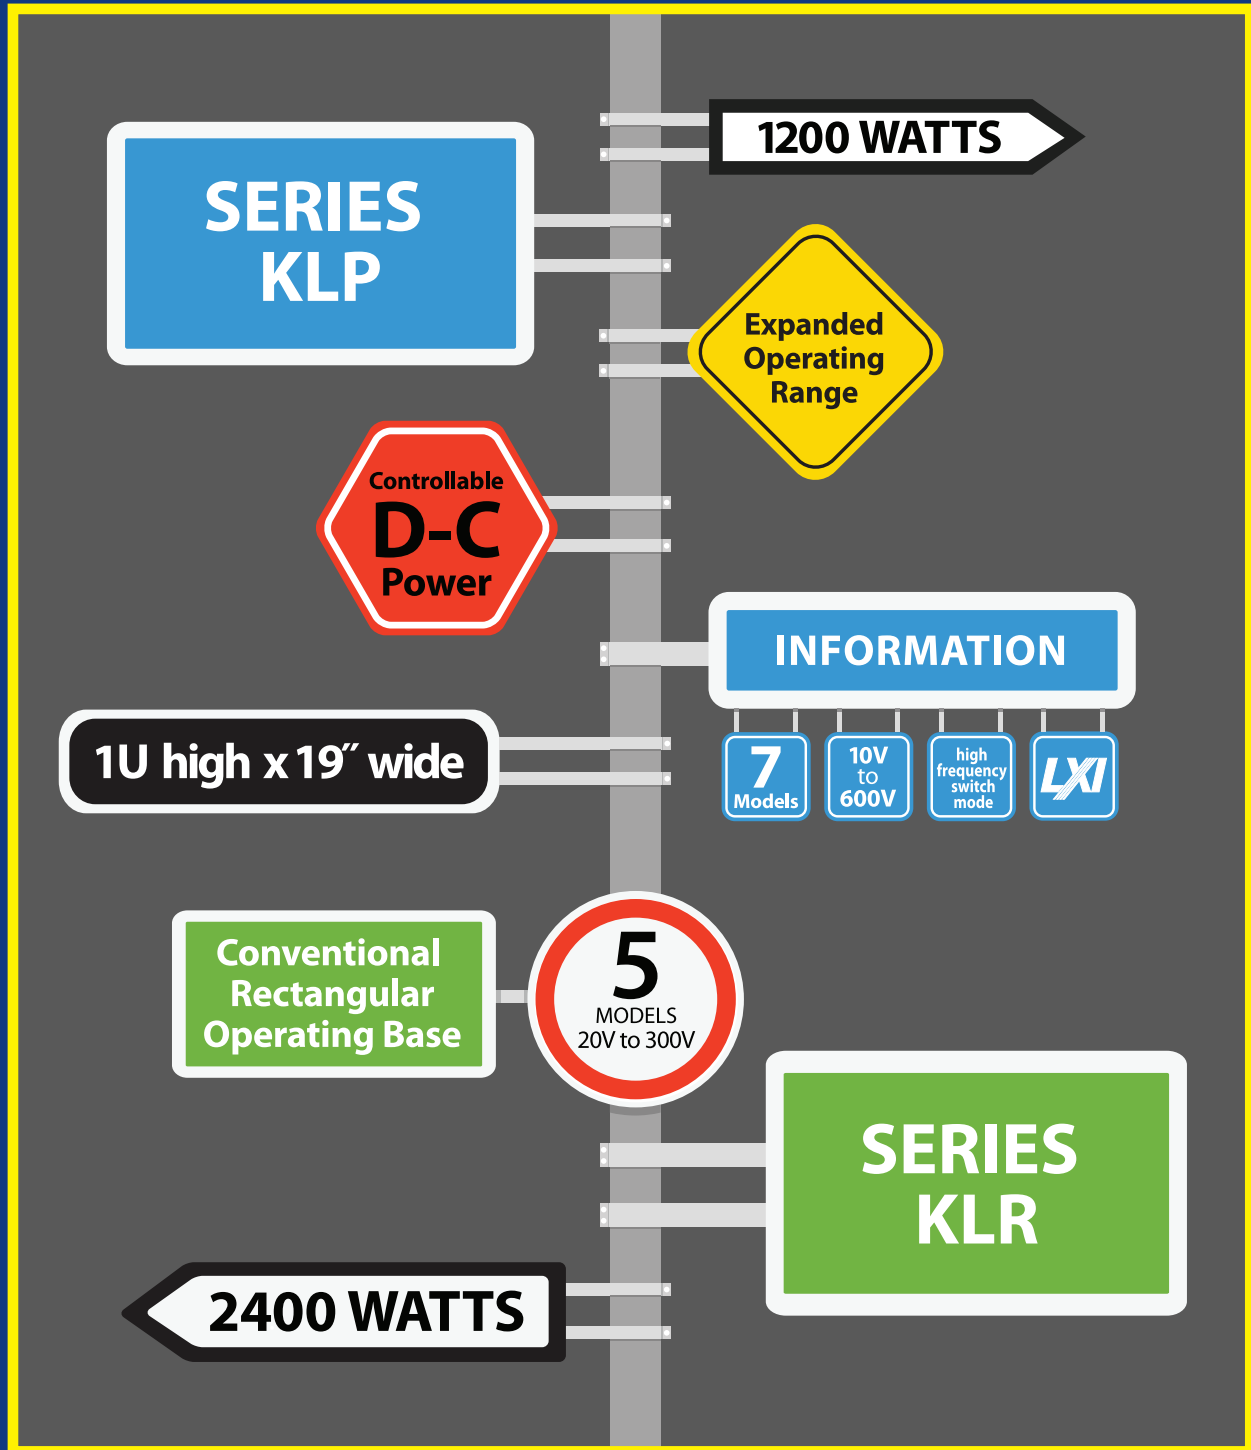 1200 WATTS
SERIES
KLP
Expanded
Operating
Range
Controllable
D-C
Power
INFORMATION
1U high x 19″ wide
7
Models
10V
to
600V
high
frequency
switch
mode
LXI
Conventional
Rectangular
Operating Base
5
MODELS
20V to 300V
SERIES
KLR
2400 WATTS